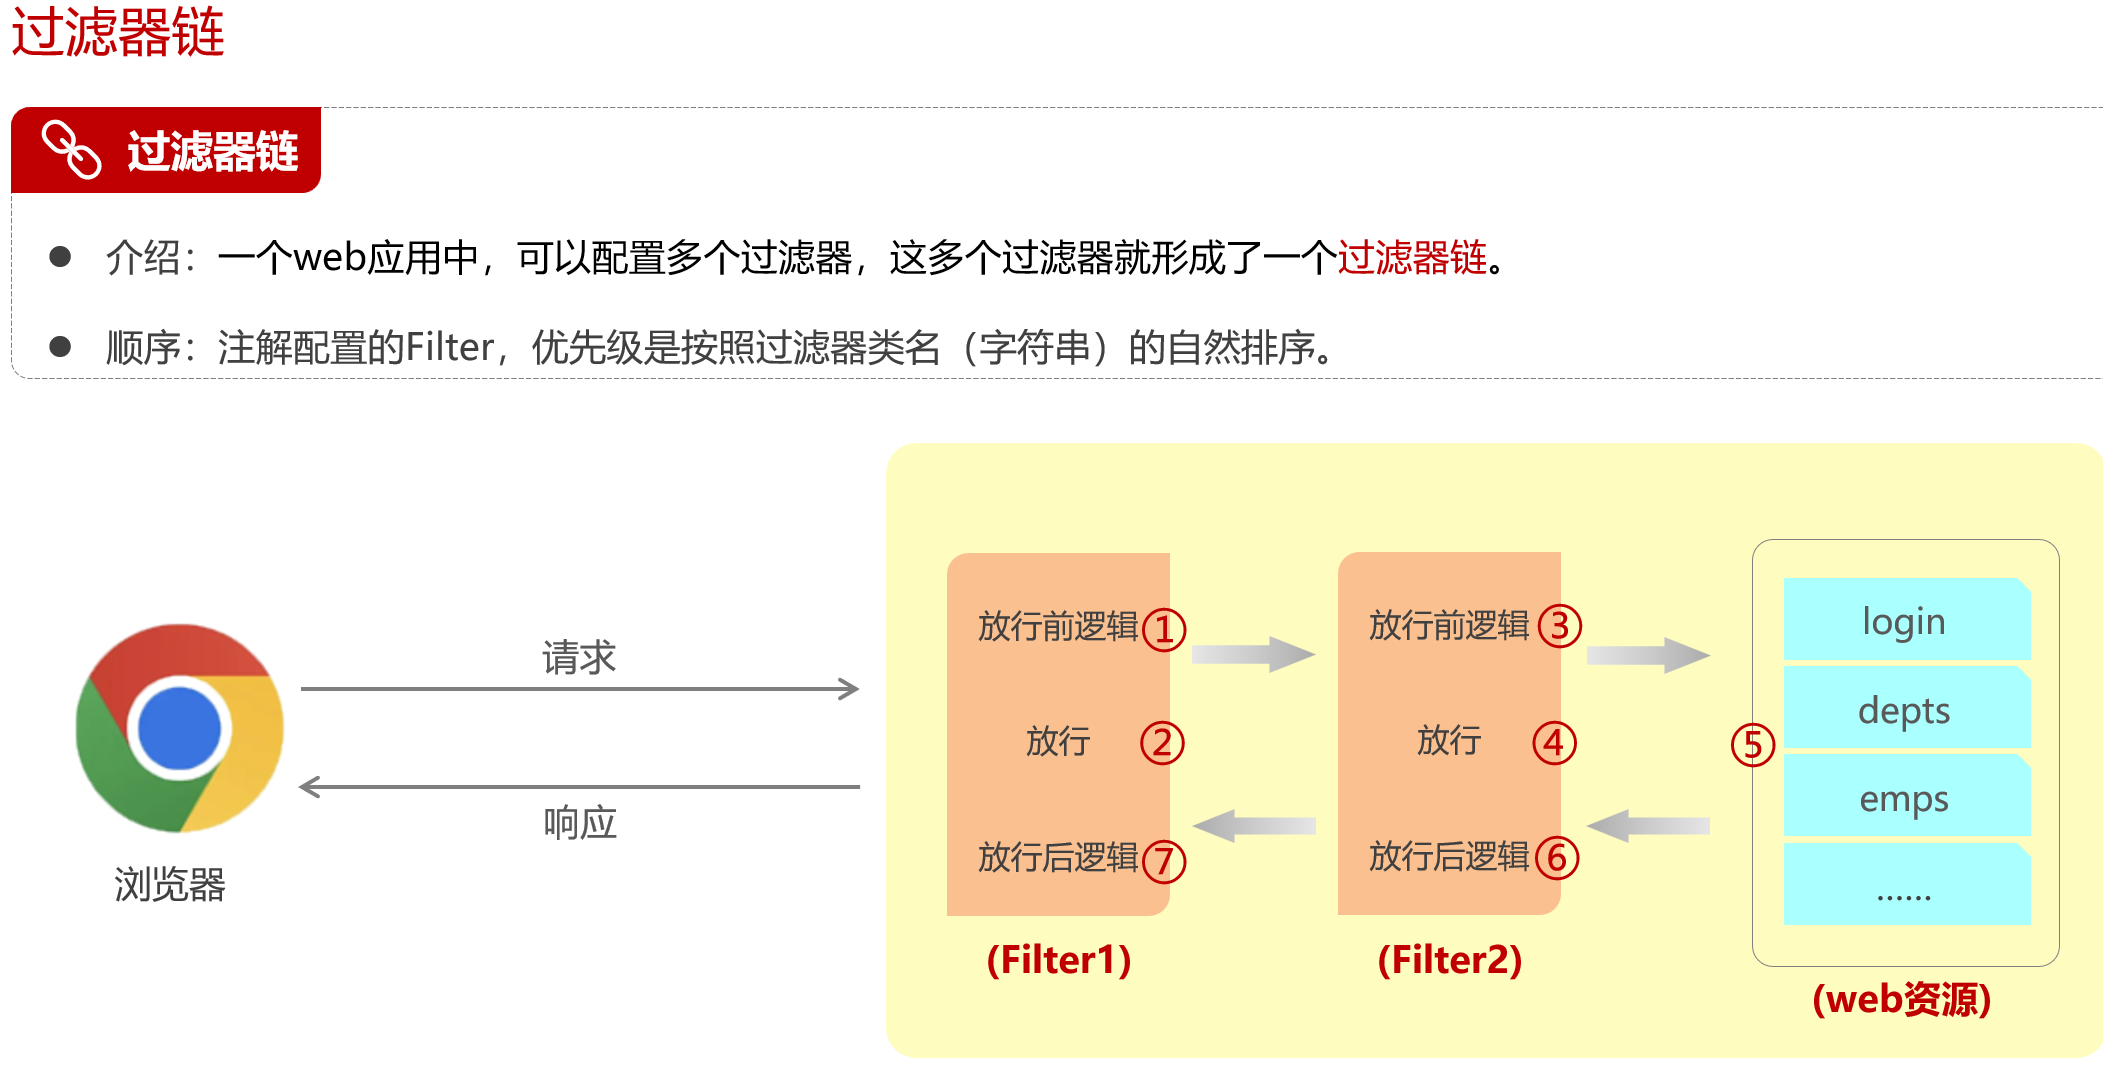 过滤器链
过滤器链
介绍：一个web应用中，可以配置多个过滤器，这多个过滤器就形成了一个过滤器链。
顺序：注解配置的Filter，优先级是按照过滤器类名（字符串）的自然排序。
请求
响应
浏览器
放行前逻辑①
放行 ②
放行后逻辑⑦
(Filter1)
放行前逻辑③
放行 ④
放行后逻辑⑥
(Filter2)
⑤
login
depts
emps
……
(web资源)